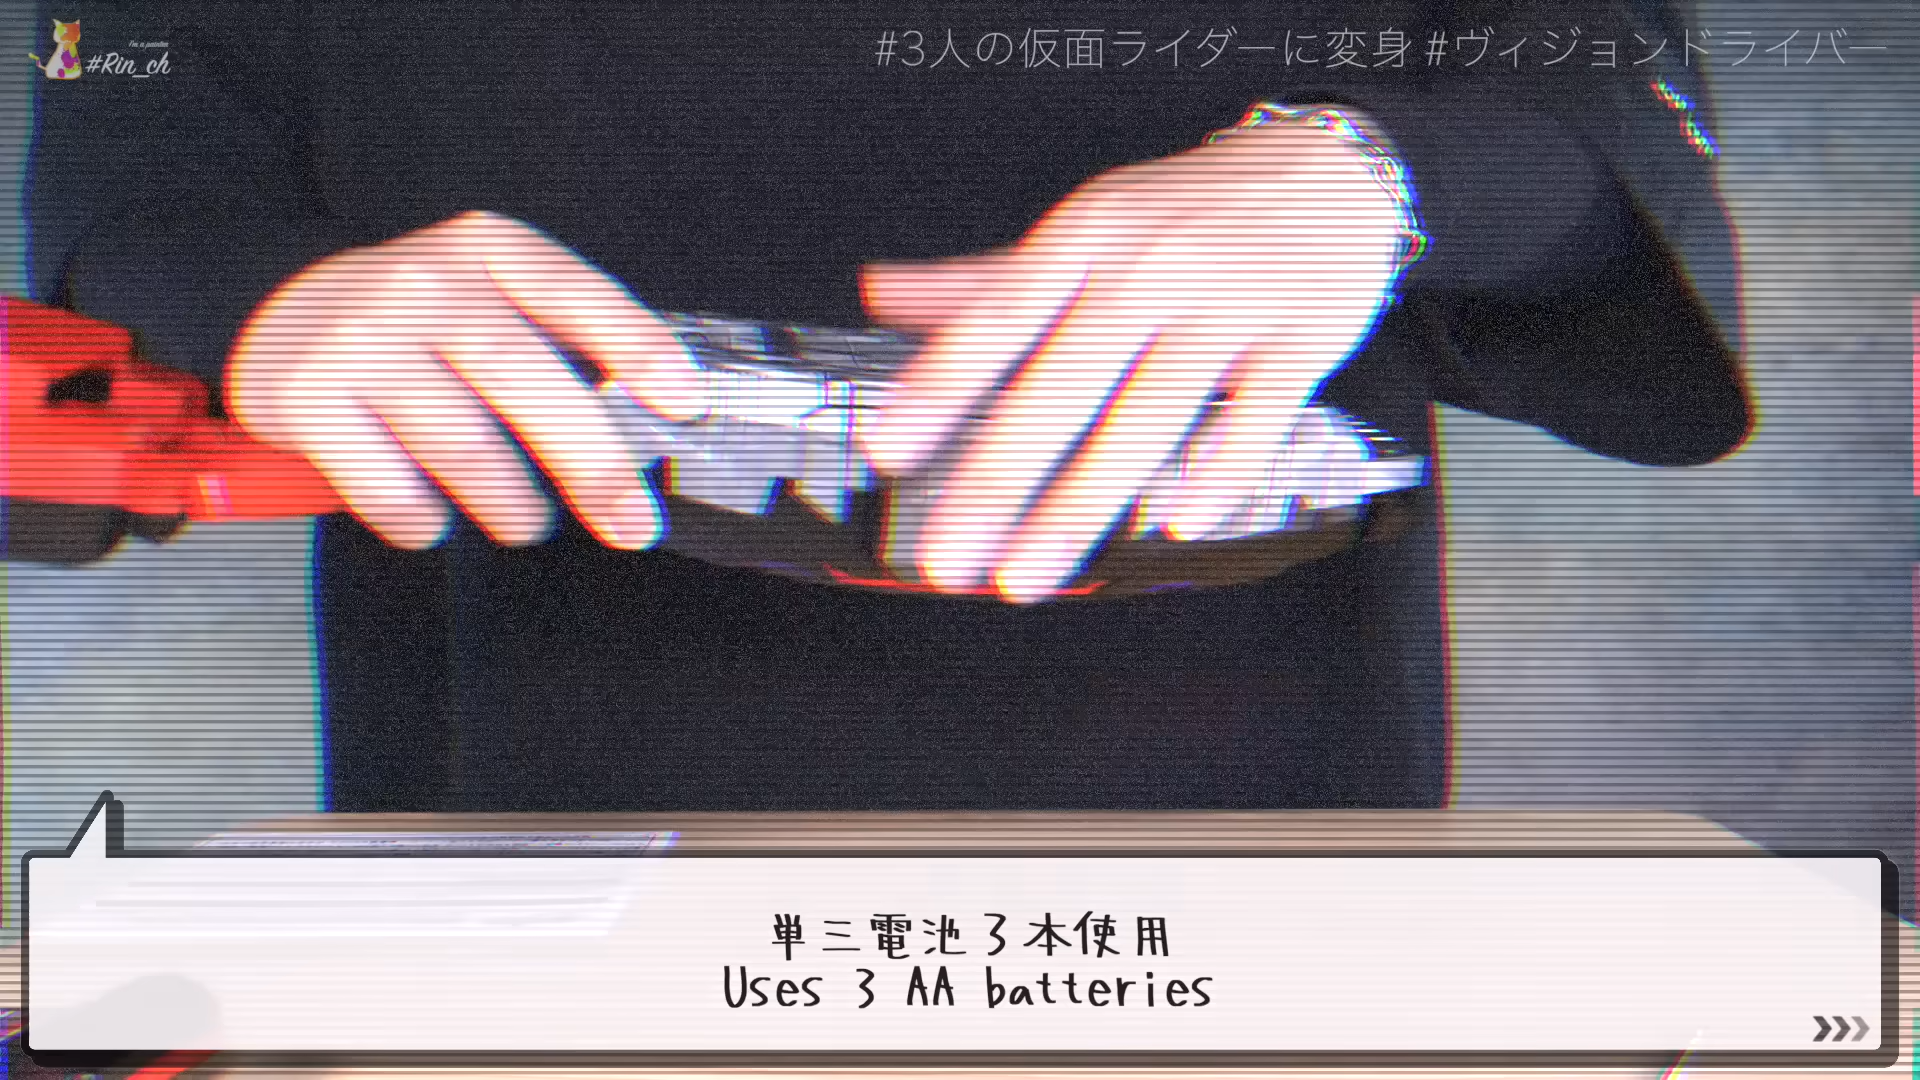 I'm a painter
#Rin_ch
#3人の仮面ライダーに変身 #ヴィジョンドライバー
単三電池3本使用
Uses 3 AA batteries